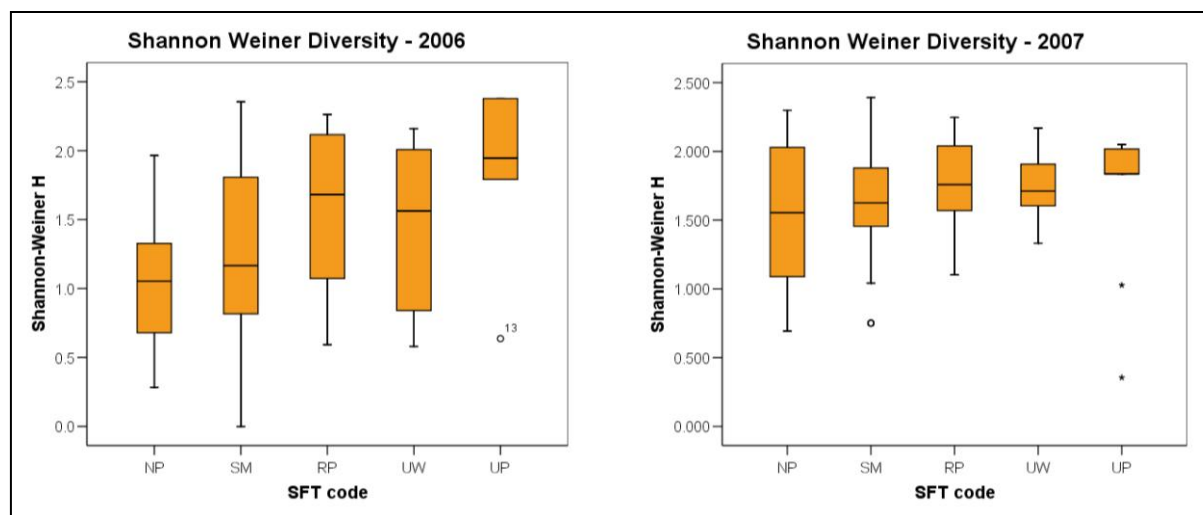 Shannon Weiner Diversity - 2006
Shannon-Weiner H
2.5
2.0
1.5
1.0
0.5
0.0
13
NP SM RP UW UP
SFT code
Shannon Weiner Diversity - 2007
Shannon-Weiner H
2.500
2.000
1.500
1.000
0.500
0.000
NP SM RP UW UP
SFT code